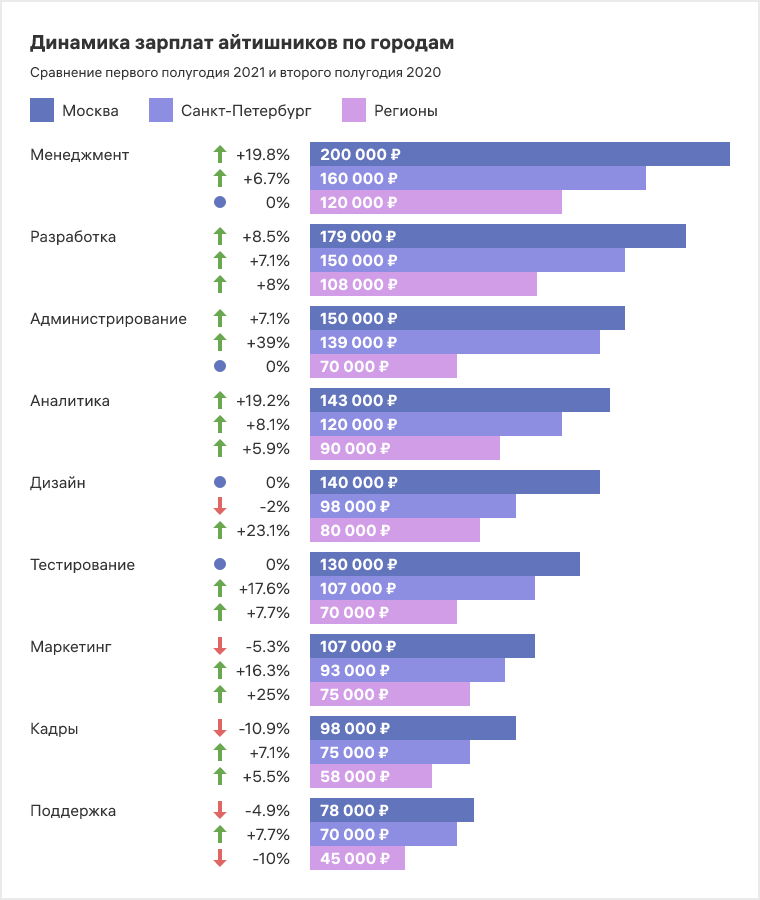 Динамика зарплат айтишников по городам
Сравнение первого полугодия 2021 и второго полугодия 2020
Москва Санкт-Петербург Регионы
Менеджмент +19.8% 200 000 ₽
+6.7% 160 000 ₽
0% 120 000 ₽
Разработка +8.5% 179 000 ₽
+7.1% 150 000 ₽
+8% 108 000 ₽
Администрирование +7.1% 150 000 ₽
+39% 139 000 ₽
0% 70 000 ₽
Аналитика +19.2% 143 000 ₽
+8.1% 120 000 ₽
+5.9% 90 000 ₽
Дизайн 0% 140 000 ₽
-2% 98 000 ₽
+23.1% 80 000 ₽
Тестирование 0% 130 000 ₽
+17.6% 107 000 ₽
+7.7% 70 000 ₽
Маркетинг -5.3% 107 000 ₽
+16.3% 93 000 ₽
+25% 75 000 ₽
Кадры -10.9% 98 000 ₽
+7.1% 75 000 ₽
+5.5% 58 000 ₽
Поддержка -4.9% 78 000 ₽
+7.7% 70 000 ₽
-10% 45 000 ₽